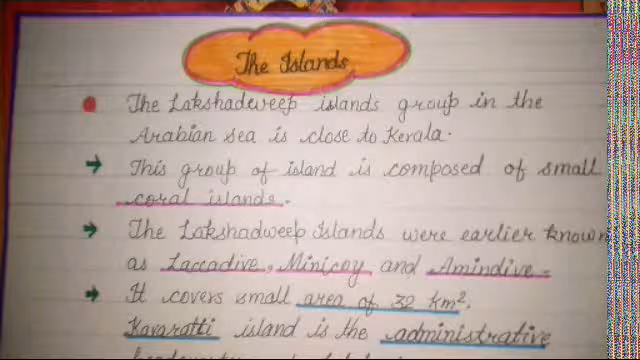 The Islands
The Lakshadweep islands group in the
Arabian sea is close to Kerala.
This group of island is composed of small
coral islands.
The Lakshadweep Islands were earlier known
as Laccadive, Minicoy and Amindive.
It covers small area of 32 km².
Kavaratti island is the administrative